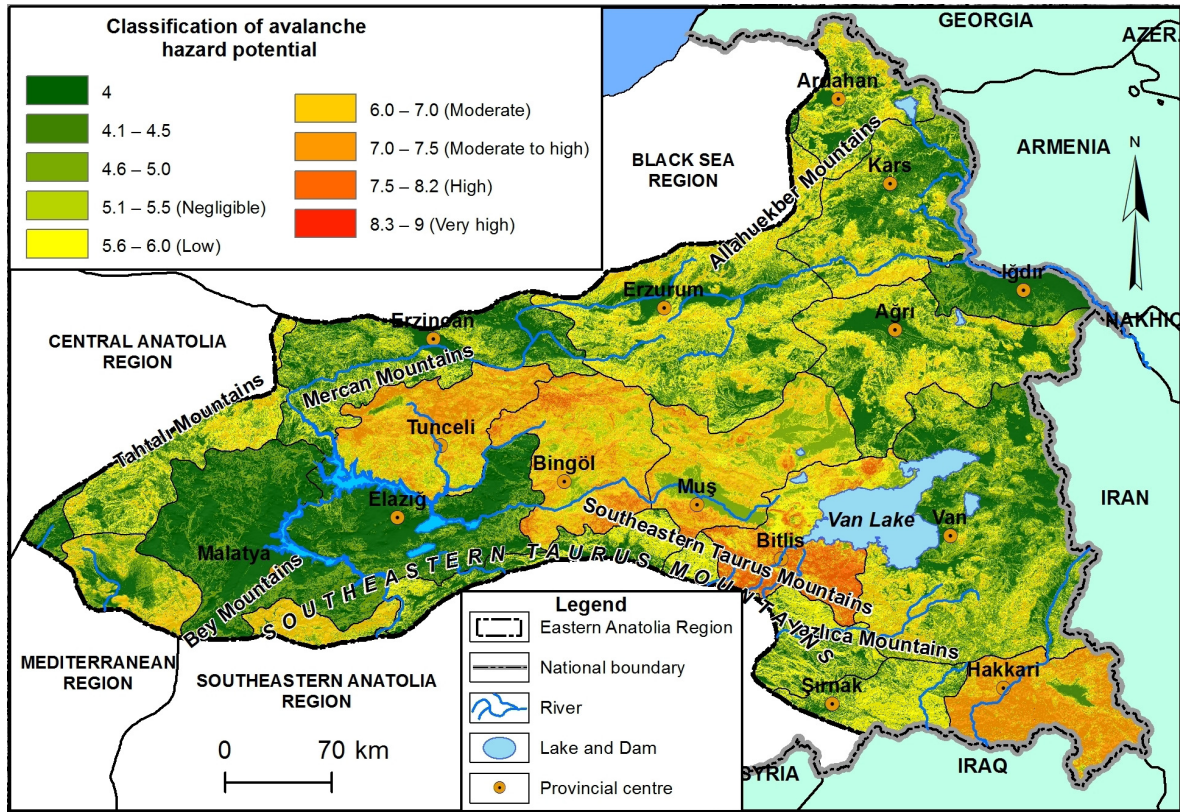 Classification of avalanche
hazard potential
4
4.1 – 4.5
4.6 – 5.0
5.1 – 5.5 (Negligible)
5.6 – 6.0 (Low)
6.0 – 7.0 (Moderate)
7.0 – 7.5 (Moderate to high)
7.5 – 8.2 (High)
8.3 – 9 (Very high)
GEORGIA
AZER.
ARMENIA
N
BLACK SEA
REGION
Ardahan
Kars
Allahuekber Mountains
Iğdır
NAKHIC
Erzurum
Ağrı
Erzincan
CENTRAL ANATOLIA
REGION
Mercan Mountains
Tahtalı Mountains
Tunceli
Bingöl
Muş
Elazığ
Van Lake
Van
IRAN
Bitlis
Malatya
Southeastern Taurus Mountains
SOUTHEASTERN TAURUS MOUNTAINS
Bey Mountains
Yazlıca Mountains
Hakkari
Şırnak
MEDITERRANEAN
REGION
SOUTHEASTERN ANATOLIA
REGION
SYRIA
IRAQ
0 70 km
Legend
Eastern Anatolia Region
National boundary
River
Lake and Dam
Provincial centre